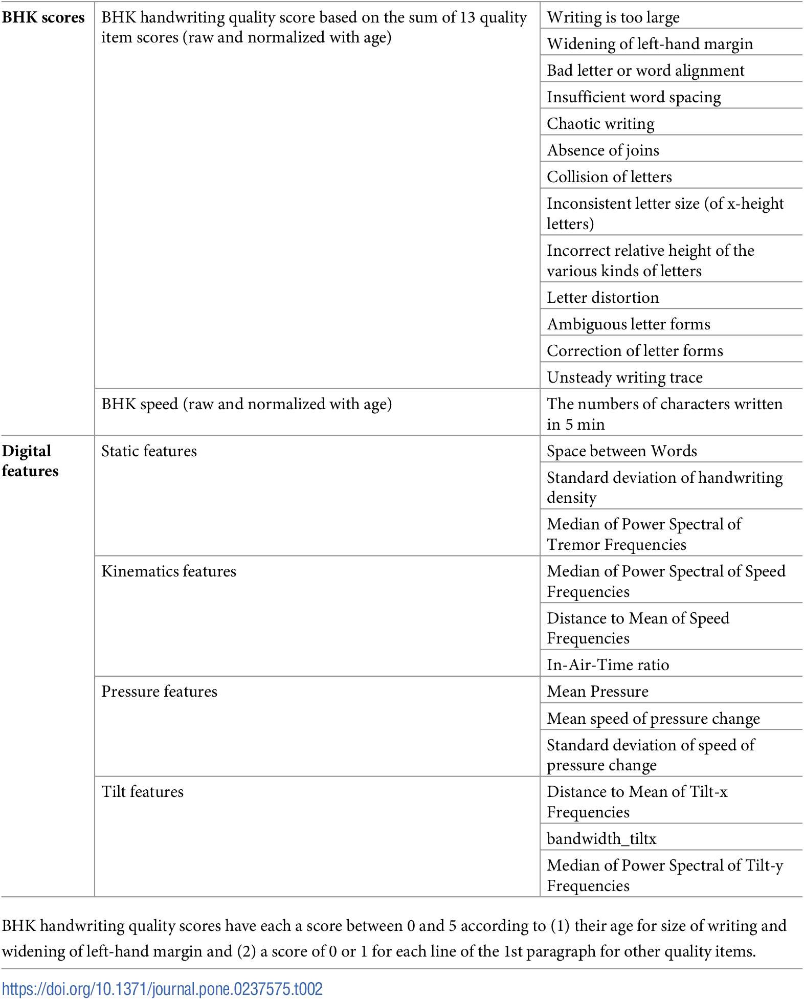 BHK scores
BHK handwriting quality score based on the sum of 13 quality
item scores (raw and normalized with age)
Writing is too large
Widening of left-hand margin
Bad letter or word alignment
Insufficient word spacing
Chaotic writing
Absence of joins
Collision of letters
Inconsistent letter size (of x-height
letters)
Incorrect relative height of the
various kinds of letters
Letter distortion
Ambiguous letter forms
Correction of letter forms
Unsteady writing trace
BHK speed (raw and normalized with age)
The numbers of characters written
in 5 min
Digital
features
Static features
Space between Words
Standard deviation of handwriting
density
Median of Power Spectral of
Tremor Frequencies
Kinematics features
Median of Power Spectral of Speed
Frequencies
Distance to Mean of Speed
Frequencies
In-Air-Time ratio
Pressure features
Mean Pressure
Mean speed of pressure change
Standard deviation of speed of
pressure change
Tilt features
Distance to Mean of Tilt-x
Frequencies
bandwidth_tiltx
Median of Power Spectral of Tilt-y
Frequencies
BHK handwriting quality scores have each a score between 0 and 5 according to (1) their age for size of writing and
widening of left-hand margin and (2) a score of 0 or 1 for each line of the 1st paragraph for other quality items.
https://doi.org/10.1371/journal.pone.0237575.t002